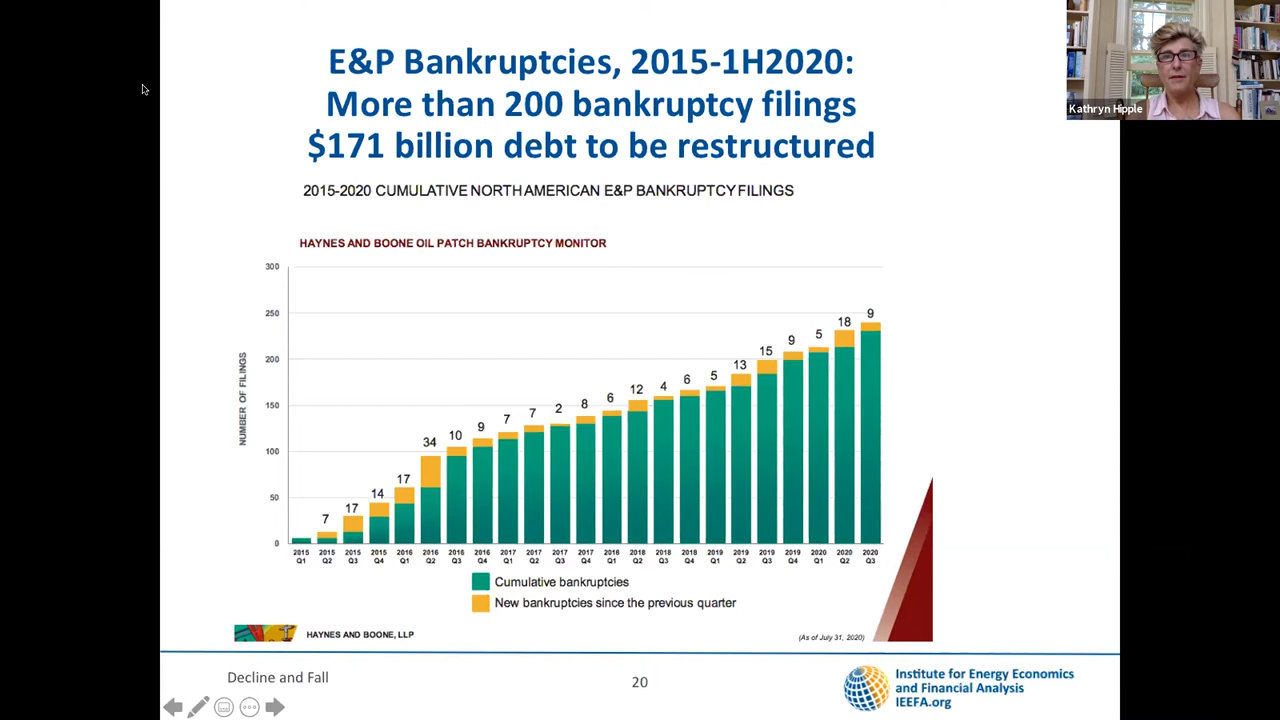 E&P Bankruptcies, 2015-1H2020:
More than 200 bankruptcy filings
$171 billion debt to be restructured
Kathryn Hipple
2015-2020 CUMULATIVE NORTH AMERICAN E&P BANKRUPTCY FILINGS
HAYNES AND BOONE OIL PATCH BANKRUPTCY MONITOR
NUMBER OF FILINGS
300
250
200
150
100
50
0
7
17
14
17
34
10
9
7
7
2
8
6
12
4
6
5
13
15
9
5
18
9
2015 Q1
2015 Q2
2015 Q3
2015 Q4
2016 Q1
2016 Q2
2016 Q3
2016 Q4
2017 Q1
2017 Q2
2017 Q3
2017 Q4
2018 Q1
2018 Q2
2018 Q3
2018 Q4
2019 Q1
2019 Q2
2019 Q3
2019 Q4
2020 Q1
2020 Q2
2020 Q3
Cumulative bankruptcies
New bankruptcies since the previous quarter
HAYNES AND BOONE, LLP
(As of July 31, 2020)
Decline and Fall
20
Institute for Energy Economics
and Financial Analysis
IEEFA.org